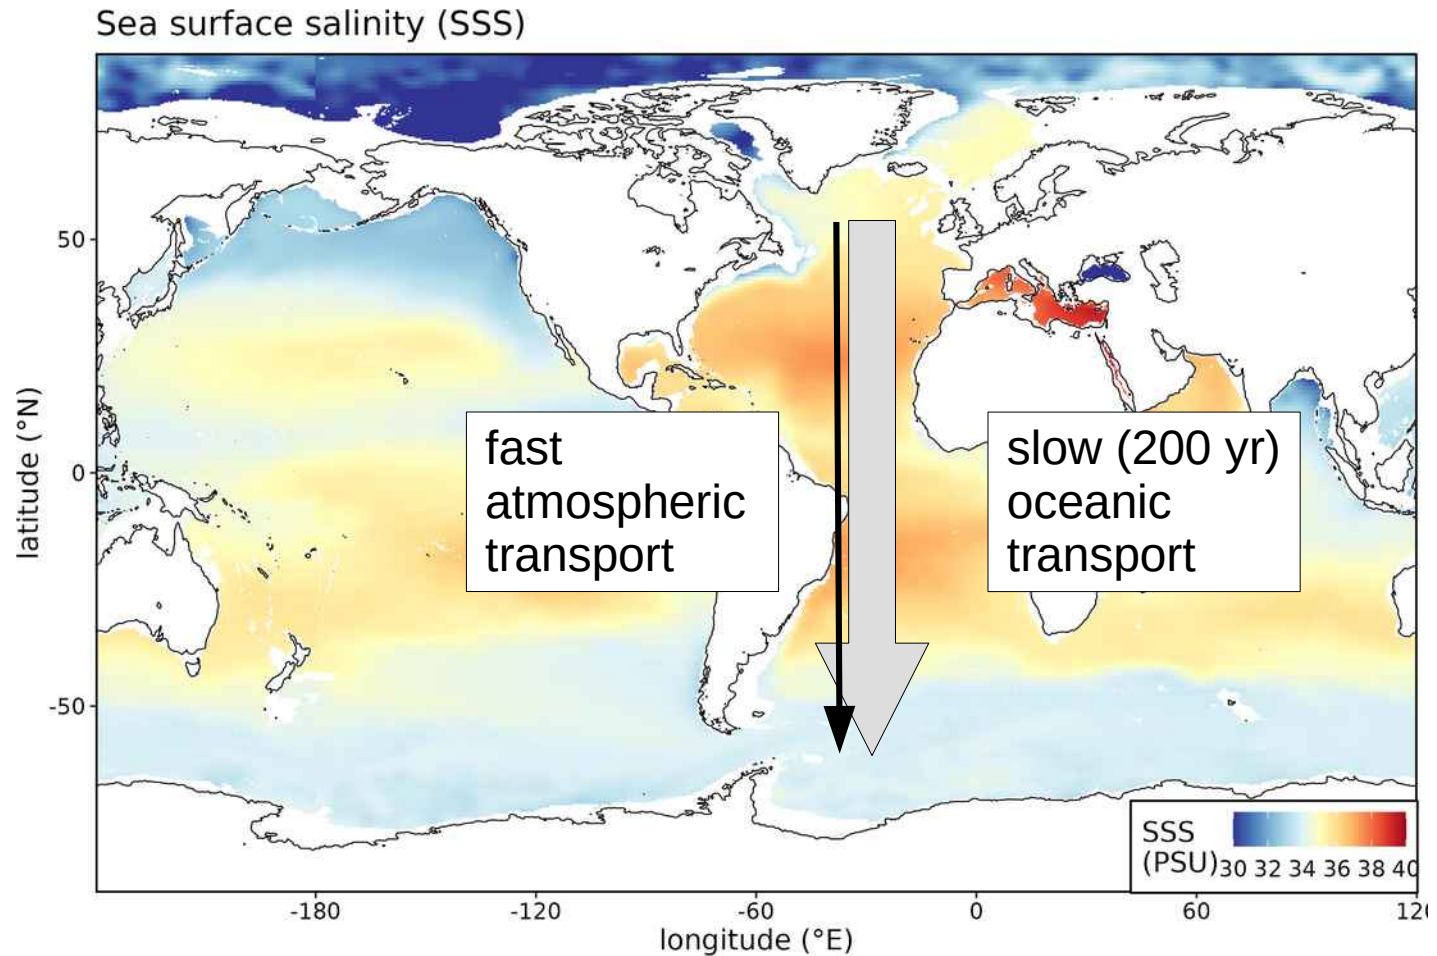 Sea surface salinity (SSS)
50
0
-50
latitude (°N)
fast
atmospheric
transport
slow (200 yr)
oceanic
transport
SSS
(PSU)
30 32 34 36 38 40
-180
-120
-60
0
60
120
longitude (°E)